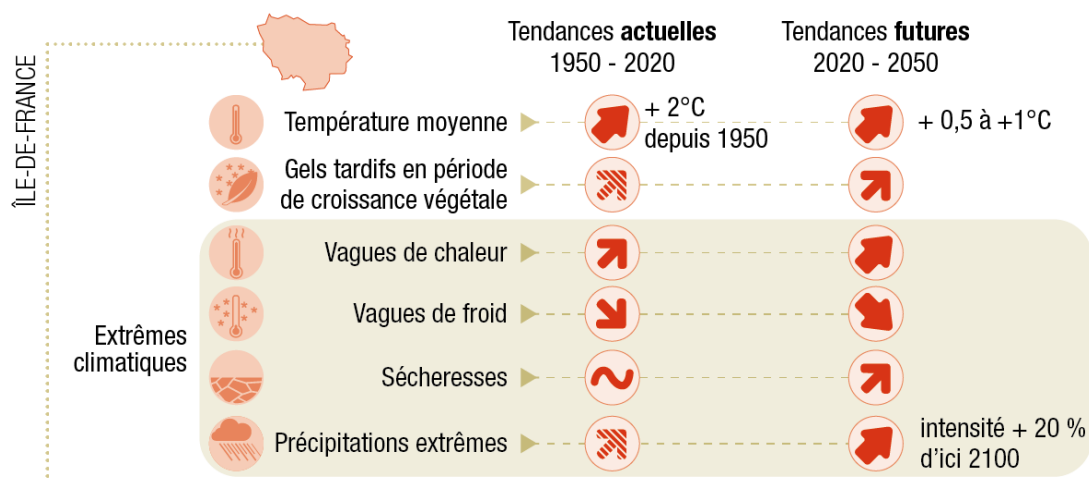 ÎLE-DE-FRANCE
Tendances actuelles
1950 - 2020
Tendances futures
2020 - 2050
Température moyenne
+ 2°C
depuis 1950
+ 0,5 à +1°C
Gels tardifs en période
de croissance végétale
Extrêmes
climatiques
Vagues de chaleur
Vagues de froid
Sécheresses
Précipitations extrêmes
intensité + 20 %
d'ici 2100